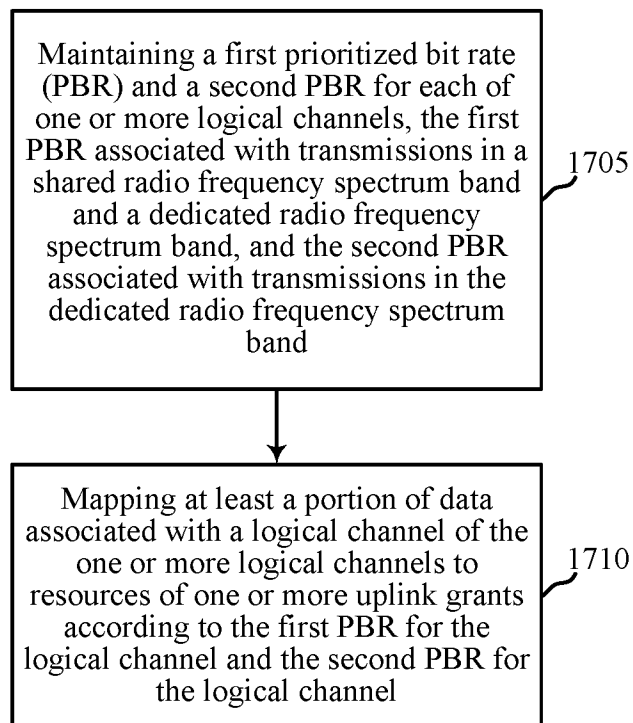 Maintaining a first prioritized bit rate
(PBR) and a second PBR for each of
one or more logical channels, the first
PBR associated with transmissions in a
shared radio frequency spectrum band
and a dedicated radio frequency
spectrum band, and the second PBR
associated with transmissions in the
dedicated radio frequency spectrum
band
1705
Mapping at least a portion of data
associated with a logical channel of the
one or more logical channels to
resources of one or more uplink grants
according to the first PBR for the
logical channel and the second PBR for
the logical channel
1710